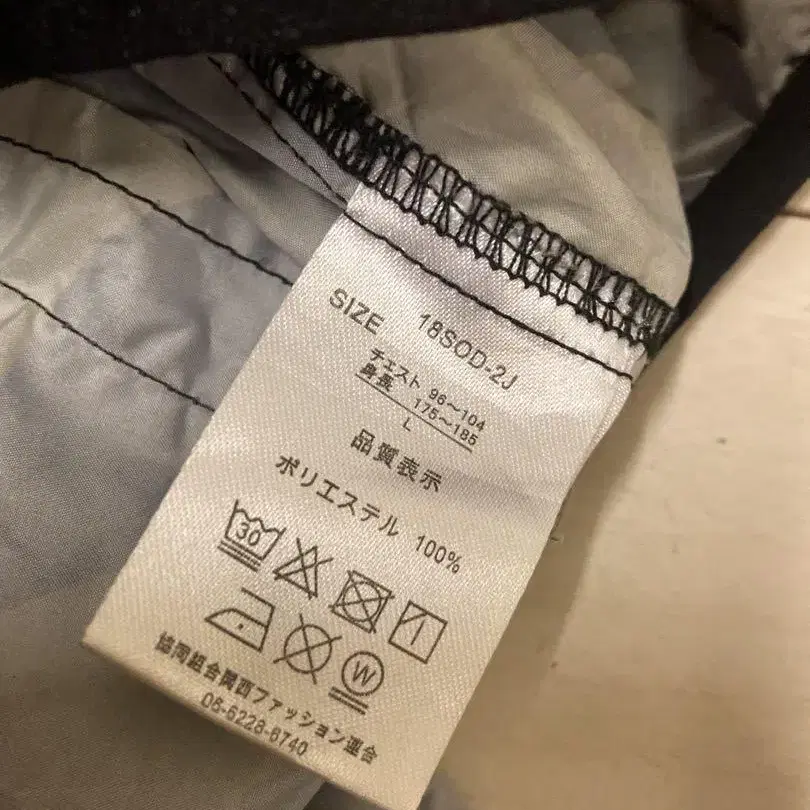 SIZE 18SOD-2J
チェスト 96～104
身長 175～185
L
品質表示
ポリエステル 100%
30
W
協同組合関西ファッション連合
06-6228-6740